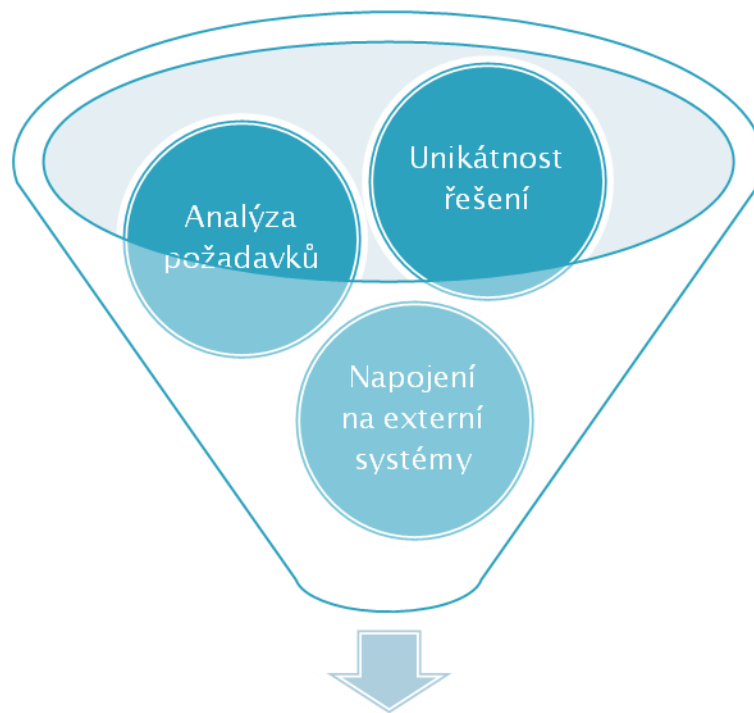 Unikátnost
řešení
Analýza
požadavků
Napojení
na externí
systémy